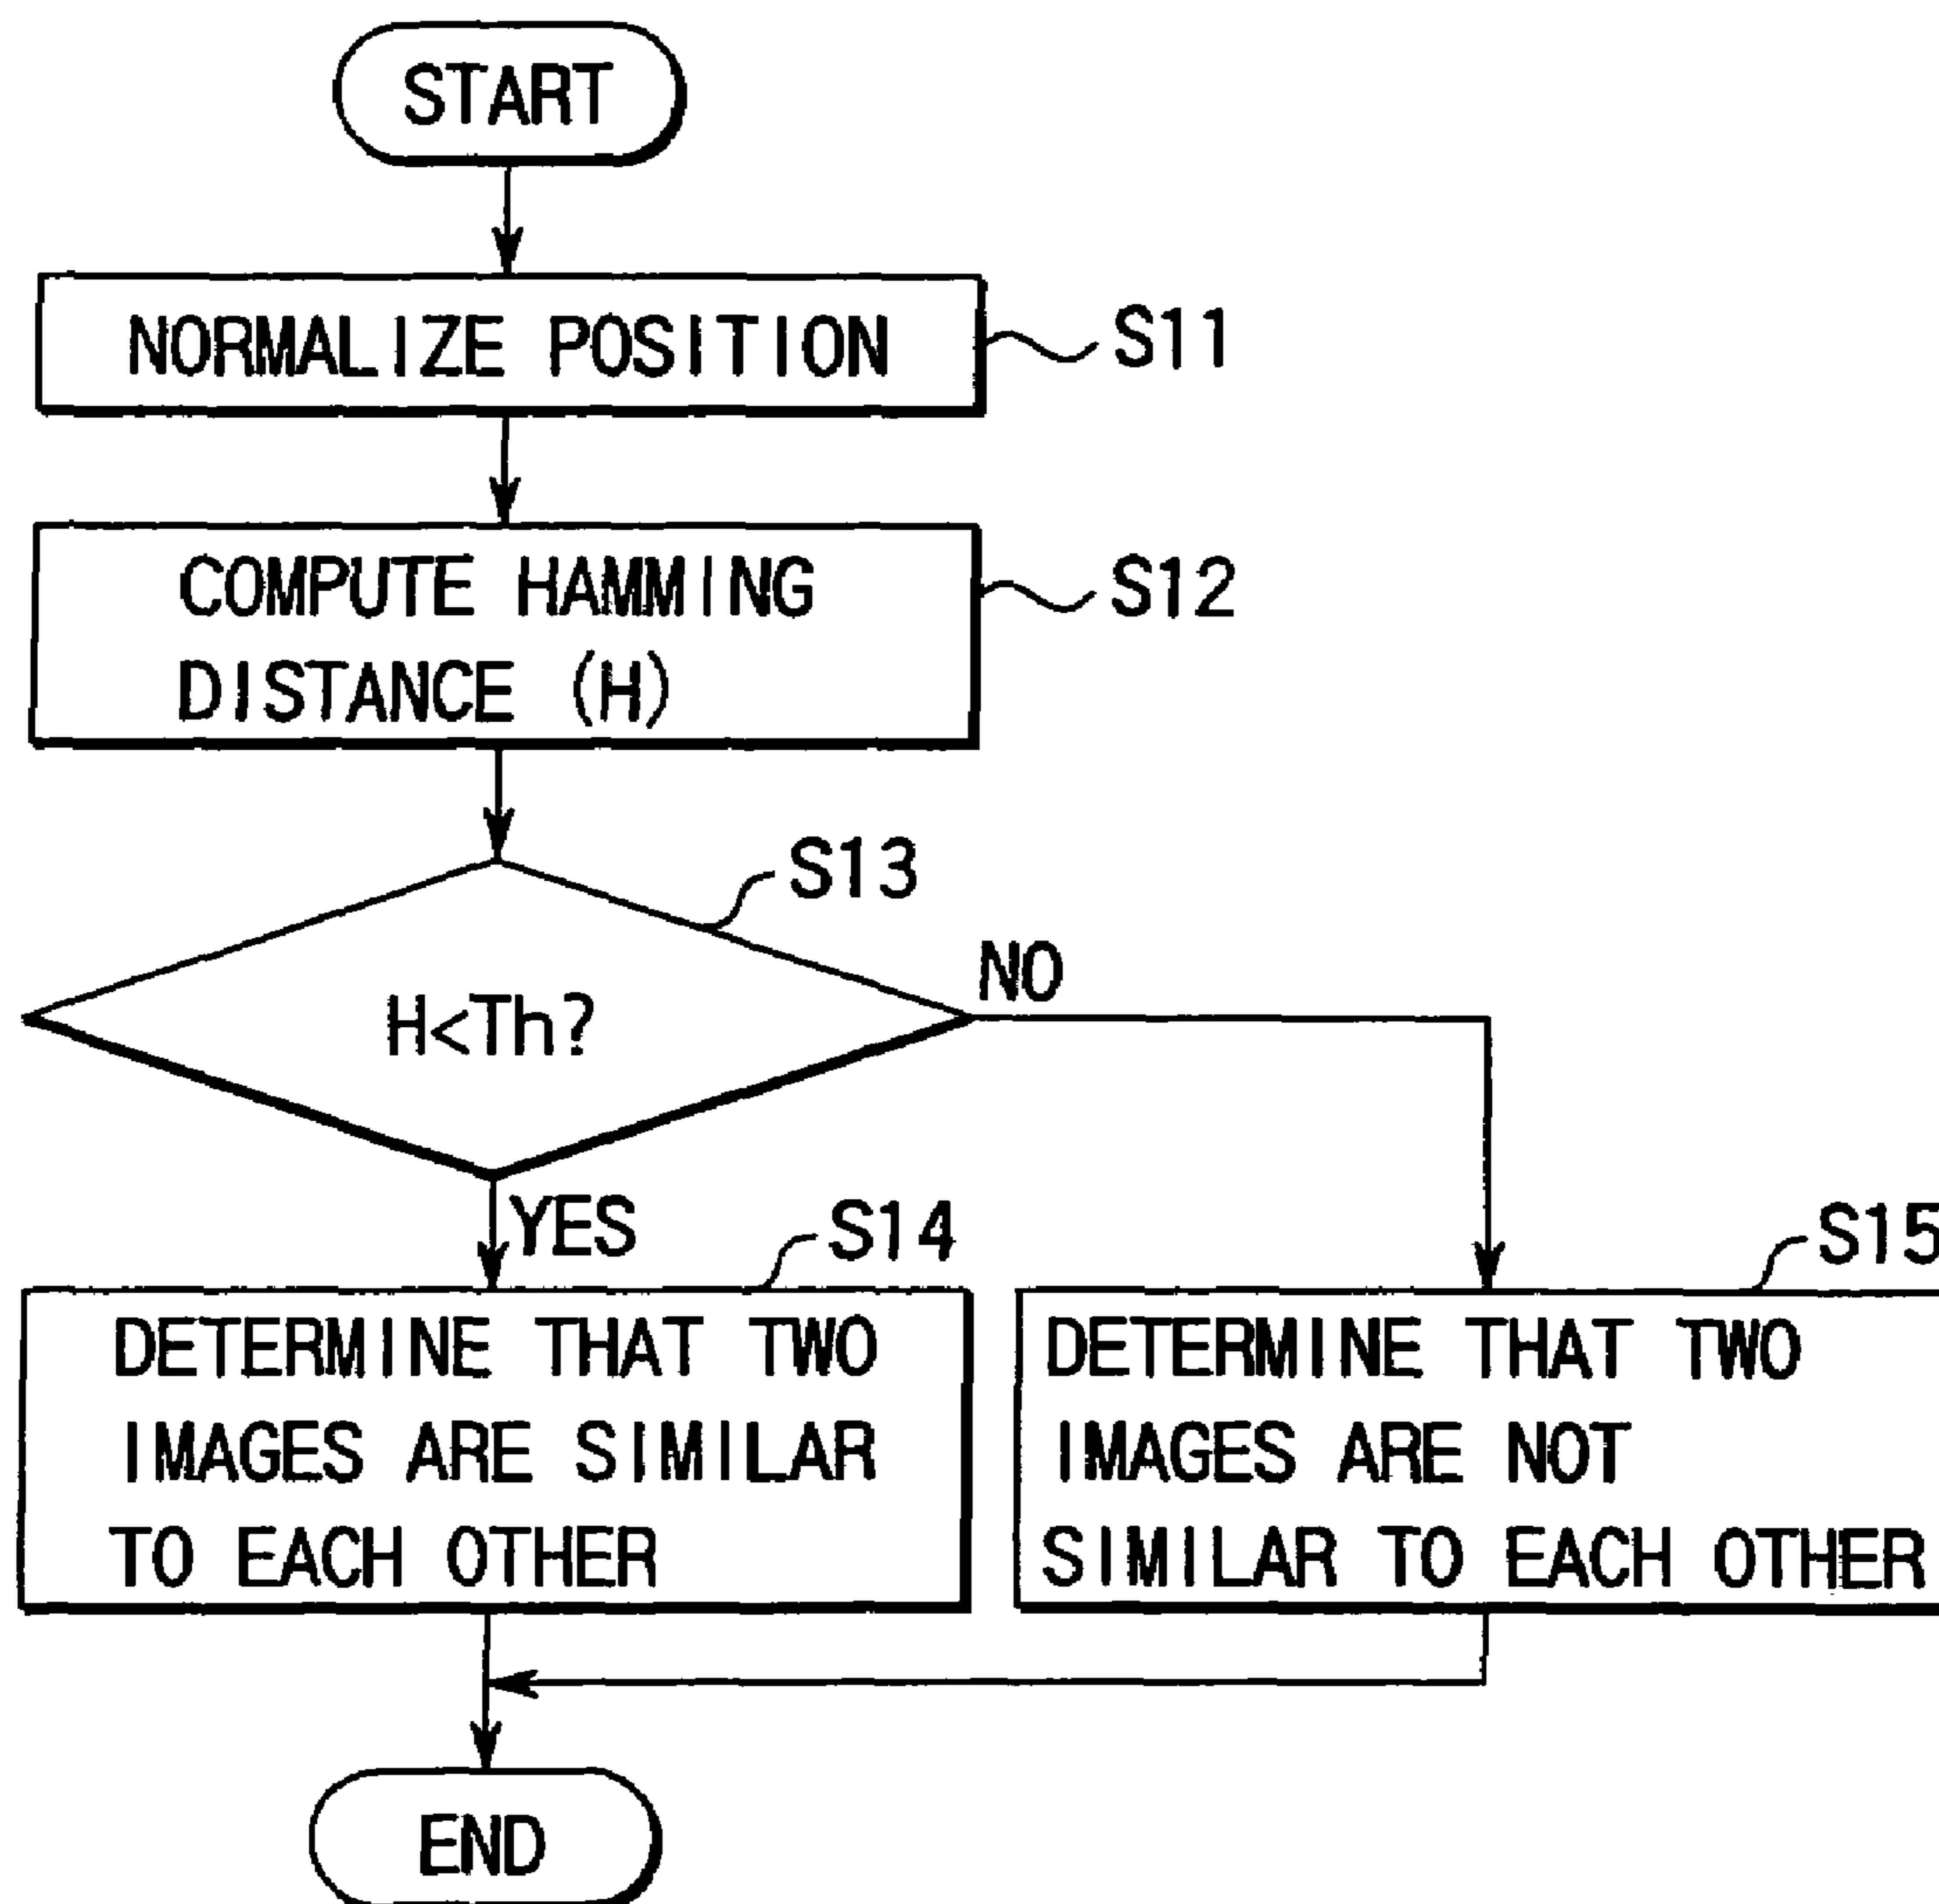 START
NORMALIZE POSITION
S11
COMPUTE HAMMING
DISTANCE (H)
S12
S13
H<Th?
NO
YES
S14
DETERMINE THAT TWO
IMAGES ARE SIMILAR
TO EACH OTHER
S15
DETERMINE THAT TWO
IMAGES ARE NOT
SIMILAR TO EACH OTHER
END